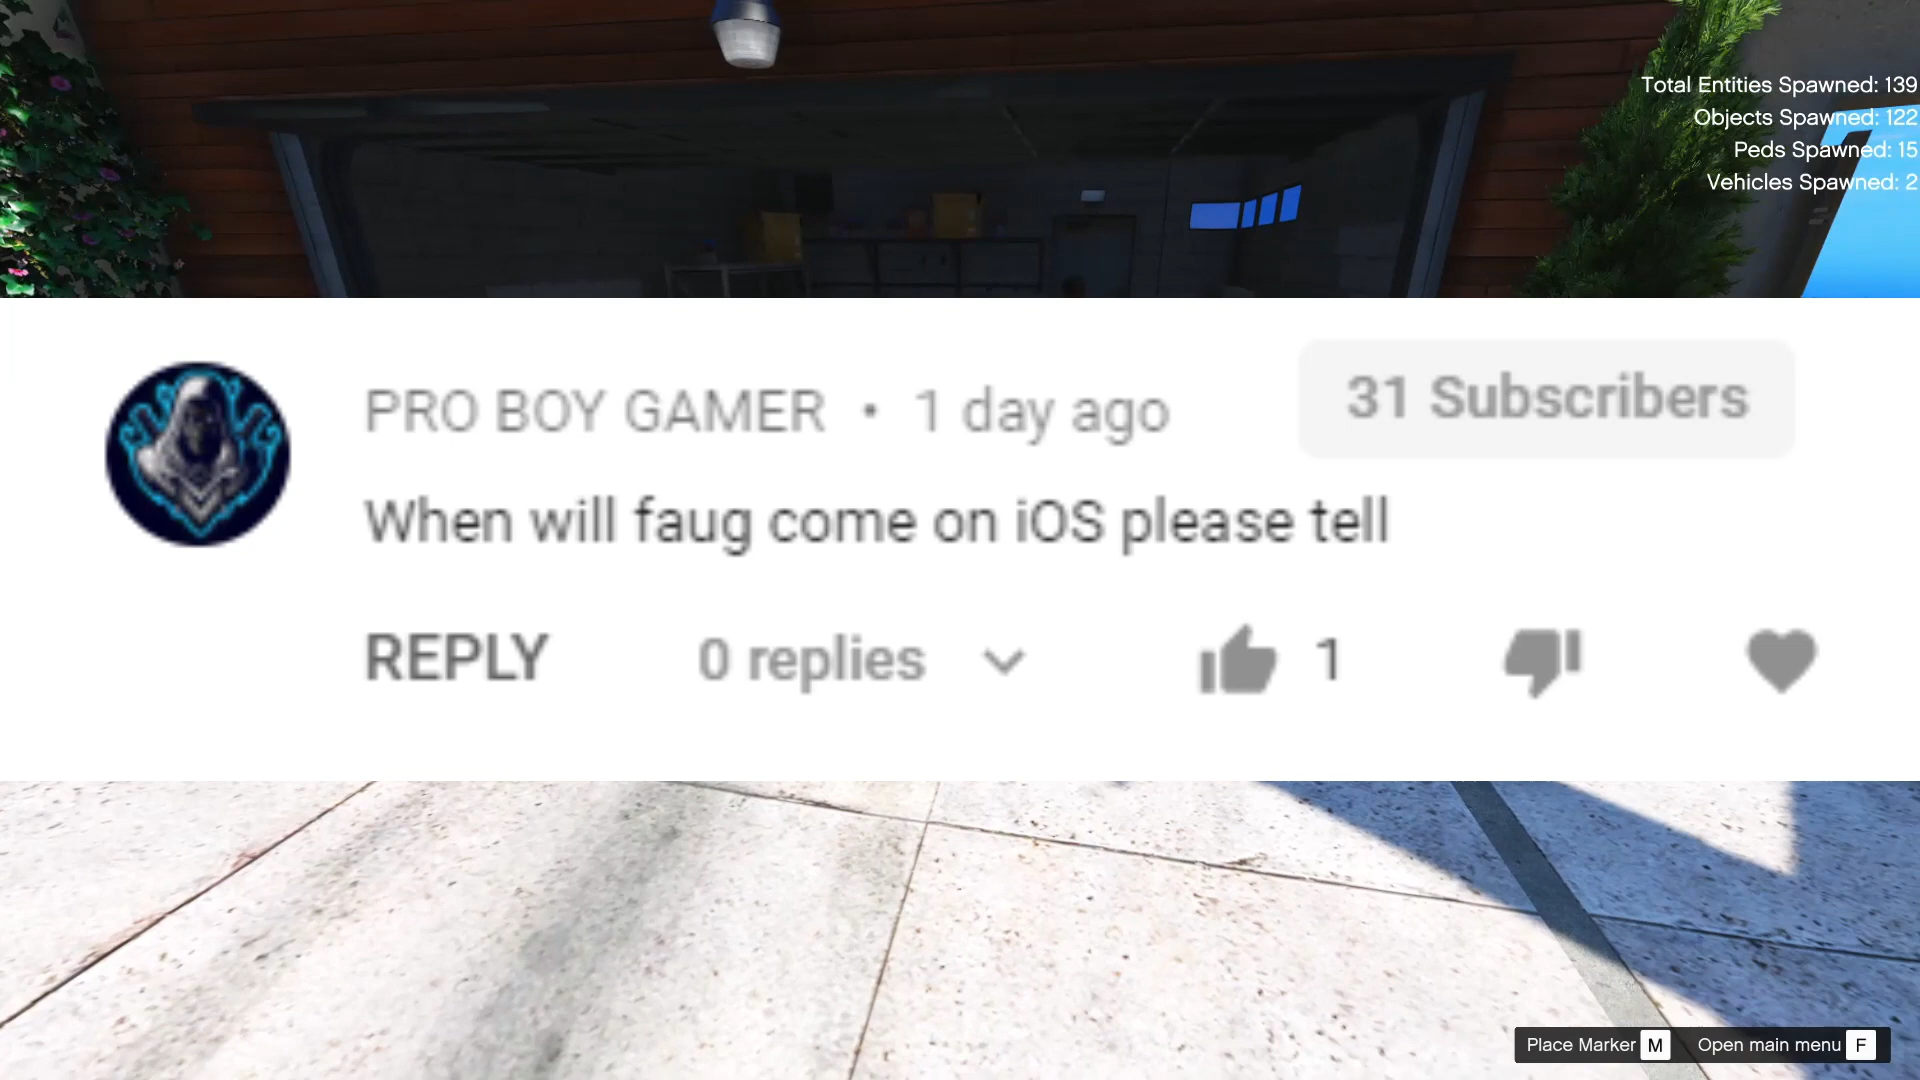 Total Entities Spawned: 139
Objects Spawned: 122
Peds Spawned: 15
Vehicles Spawned: 2
PRO BOY GAMER • 1 day ago
31 Subscribers
When will faug come on iOS please tell
REPLY 0 replies 1
Place Marker M Open main menu F